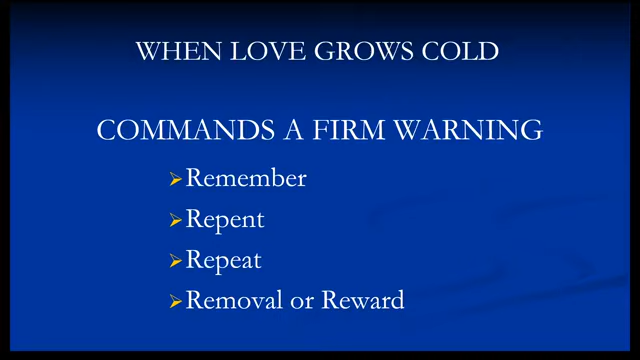 WHEN LOVE GROWS COLD
COMMANDS A FIRM WARNING
Remember
Repent
Repeat
Removal or Reward